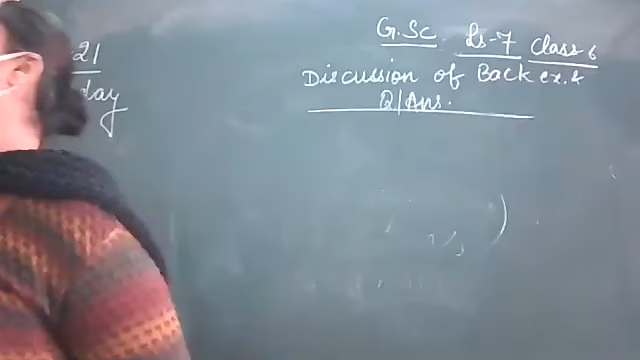 21
day
G.Sc. Ls-7 Class 6
Discussion of Back ex. &
Q/Ans.